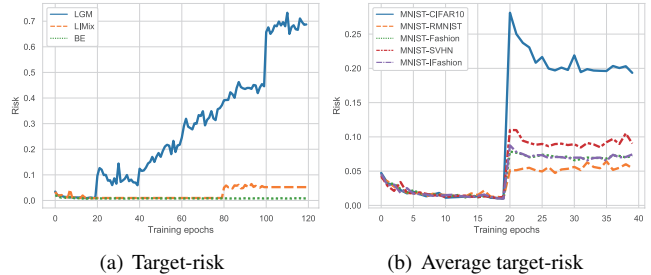 LGM
LIMix
BE
0.7
0.6
0.5
0.4
0.3
0.2
0.1
0.0
Risk
0 20 40 60 80 100 120
Training epochs
(a) Target-risk
MNIST-CIFAR10
MNIST-RMNIST
MNIST-Fashion
MNIST-SVHN
MNIST-IFashion
0.25
0.20
0.15
0.10
0.05
0.00
Risk
0 5 10 15 20 25 30 35 40
Training epochs
(b) Average target-risk